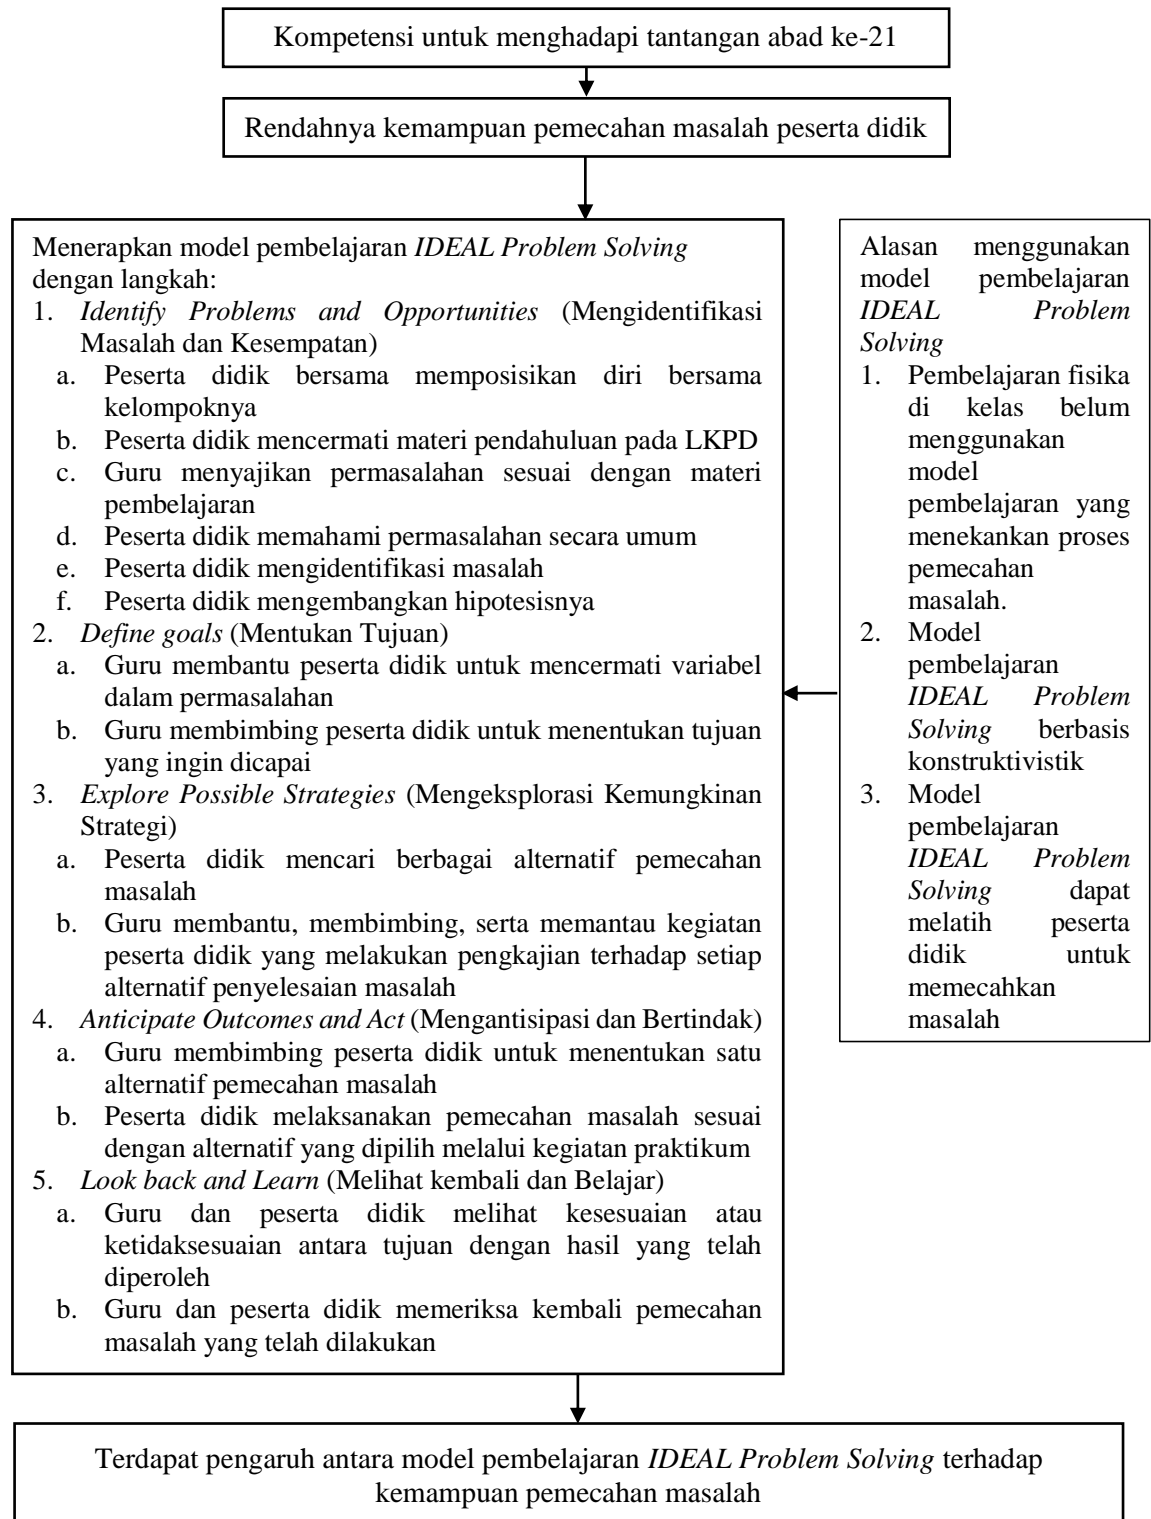 Kompetensi untuk menghadapi tantangan abad ke-21
Rendahnya kemampuan pemecahan masalah peserta didik
Menerapkan model pembelajaran IDEAL Problem Solving
dengan langkah:
1. Identify Problems and Opportunities (Mengidentifikasi
Masalah dan Kesempatan)
a. Peserta didik bersama memposisikan diri bersama
kelompoknya
b. Peserta didik mencermati materi pendahuluan pada LKPD
c. Guru menyajikan permasalahan sesuai dengan materi
pembelajaran
d. Peserta didik memahami permasalahan secara umum
e. Peserta didik mengidentifikasi masalah
f. Peserta didik mengembangkan hipotesisnya
2. Define goals (Mentukan Tujuan)
a. Guru membantu peserta didik untuk mencermati variabel
dalam permasalahan
b. Guru membimbing peserta didik untuk menentukan tujuan
yang ingin dicapai
3. Explore Possible Strategies (Mengeksplorasi Kemungkinan
Strategi)
a. Peserta didik mencari berbagai alternatif pemecahan
masalah
b. Guru membantu, membimbing, serta memantau kegiatan
peserta didik yang melakukan pengkajian terhadap setiap
alternatif penyelesaian masalah
4. Anticipate Outcomes and Act (Mengantisipasi dan Bertindak)
a. Guru membimbing peserta didik untuk menentukan satu
alternatif pemecahan masalah
b. Peserta didik melaksanakan pemecahan masalah sesuai
dengan alternatif yang dipilih melalui kegiatan praktikum
5. Look back and Learn (Melihat kembali dan Belajar)
a. Guru dan peserta didik melihat kesesuaian atau
ketidaksesuaian antara tujuan dengan hasil yang telah
diperoleh
b. Guru dan peserta didik memeriksa kembali pemecahan
masalah yang telah dilakukan
Alasan menggunakan
model pembelajaran
IDEAL Problem
Solving
1. Pembelajaran fisika
di kelas belum
menggunakan
model
pembelajaran yang
menekankan proses
pemecahan
masalah.
2. Model
pembelajaran
IDEAL Problem
Solving berbasis
konstruktivistik
3. Model
pembelajaran
IDEAL Problem
Solving dapat
melatih peserta
didik untuk
memecahkan
masalah
Terdapat pengaruh antara model pembelajaran IDEAL Problem Solving terhadap
kemampuan pemecahan masalah